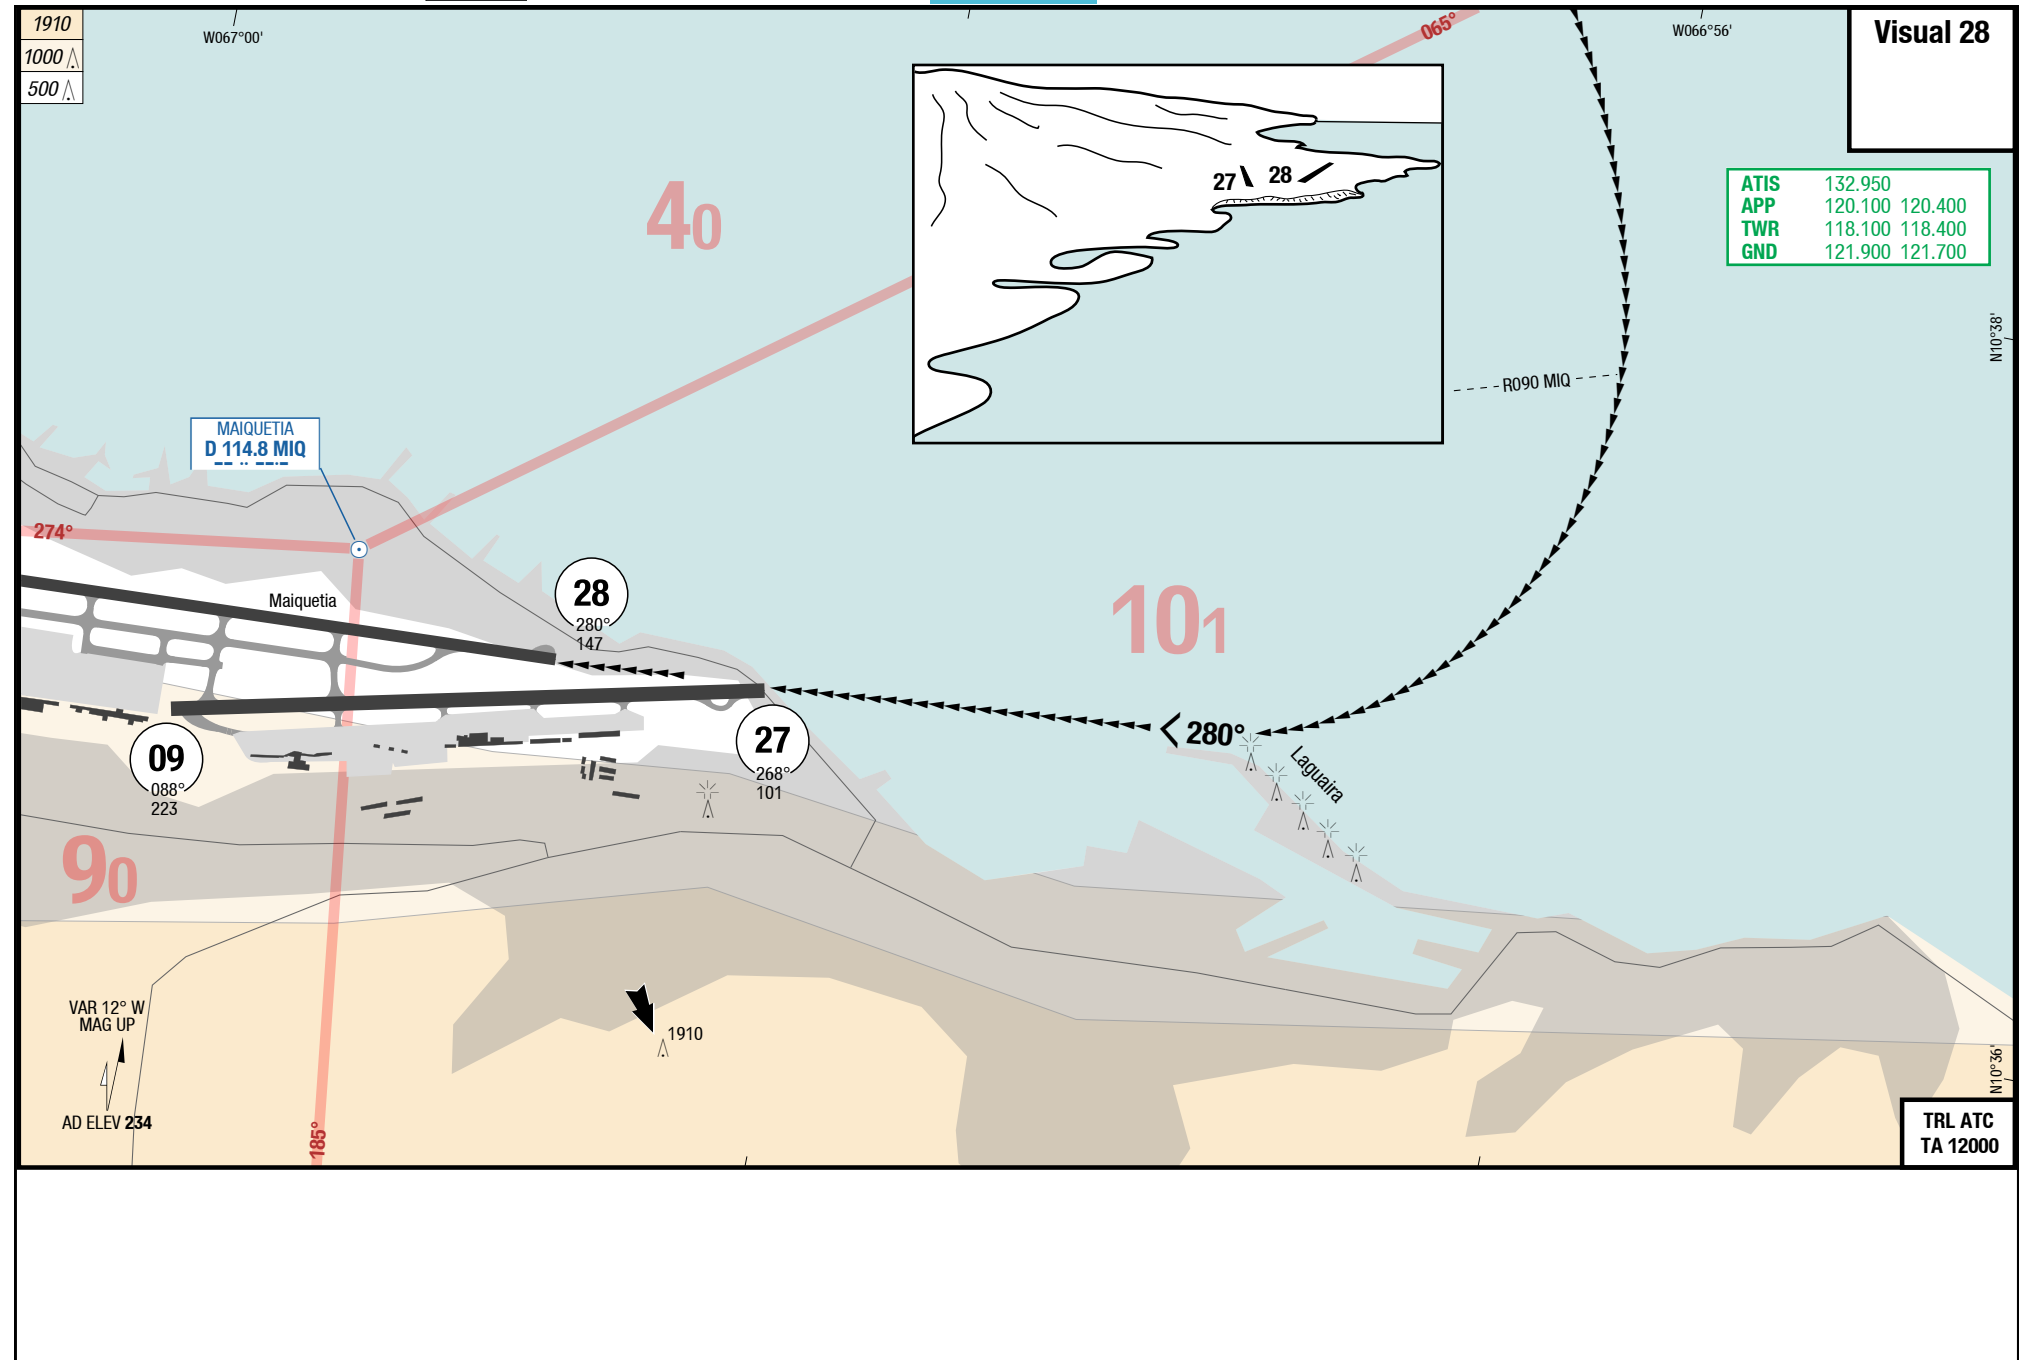 1910
1000
500
W067°00'
065°
W066°56'
Visual 28
27
28
40
ATIS 132.950
APP 120.100 120.400
TWR 118.100 118.400
GND 121.900 121.700
N10°38'
R090 MIQ
MAIQUETIA
D 114.8 MIQ
274°
Maiquetia
28
280°
147
101
280°
Laguaira
09
088°
223
27
268°
101
90
1910
VAR 12° W
MAG UP
AD ELEV 234
185°
N10°36'
TRL ATC
TA 12000